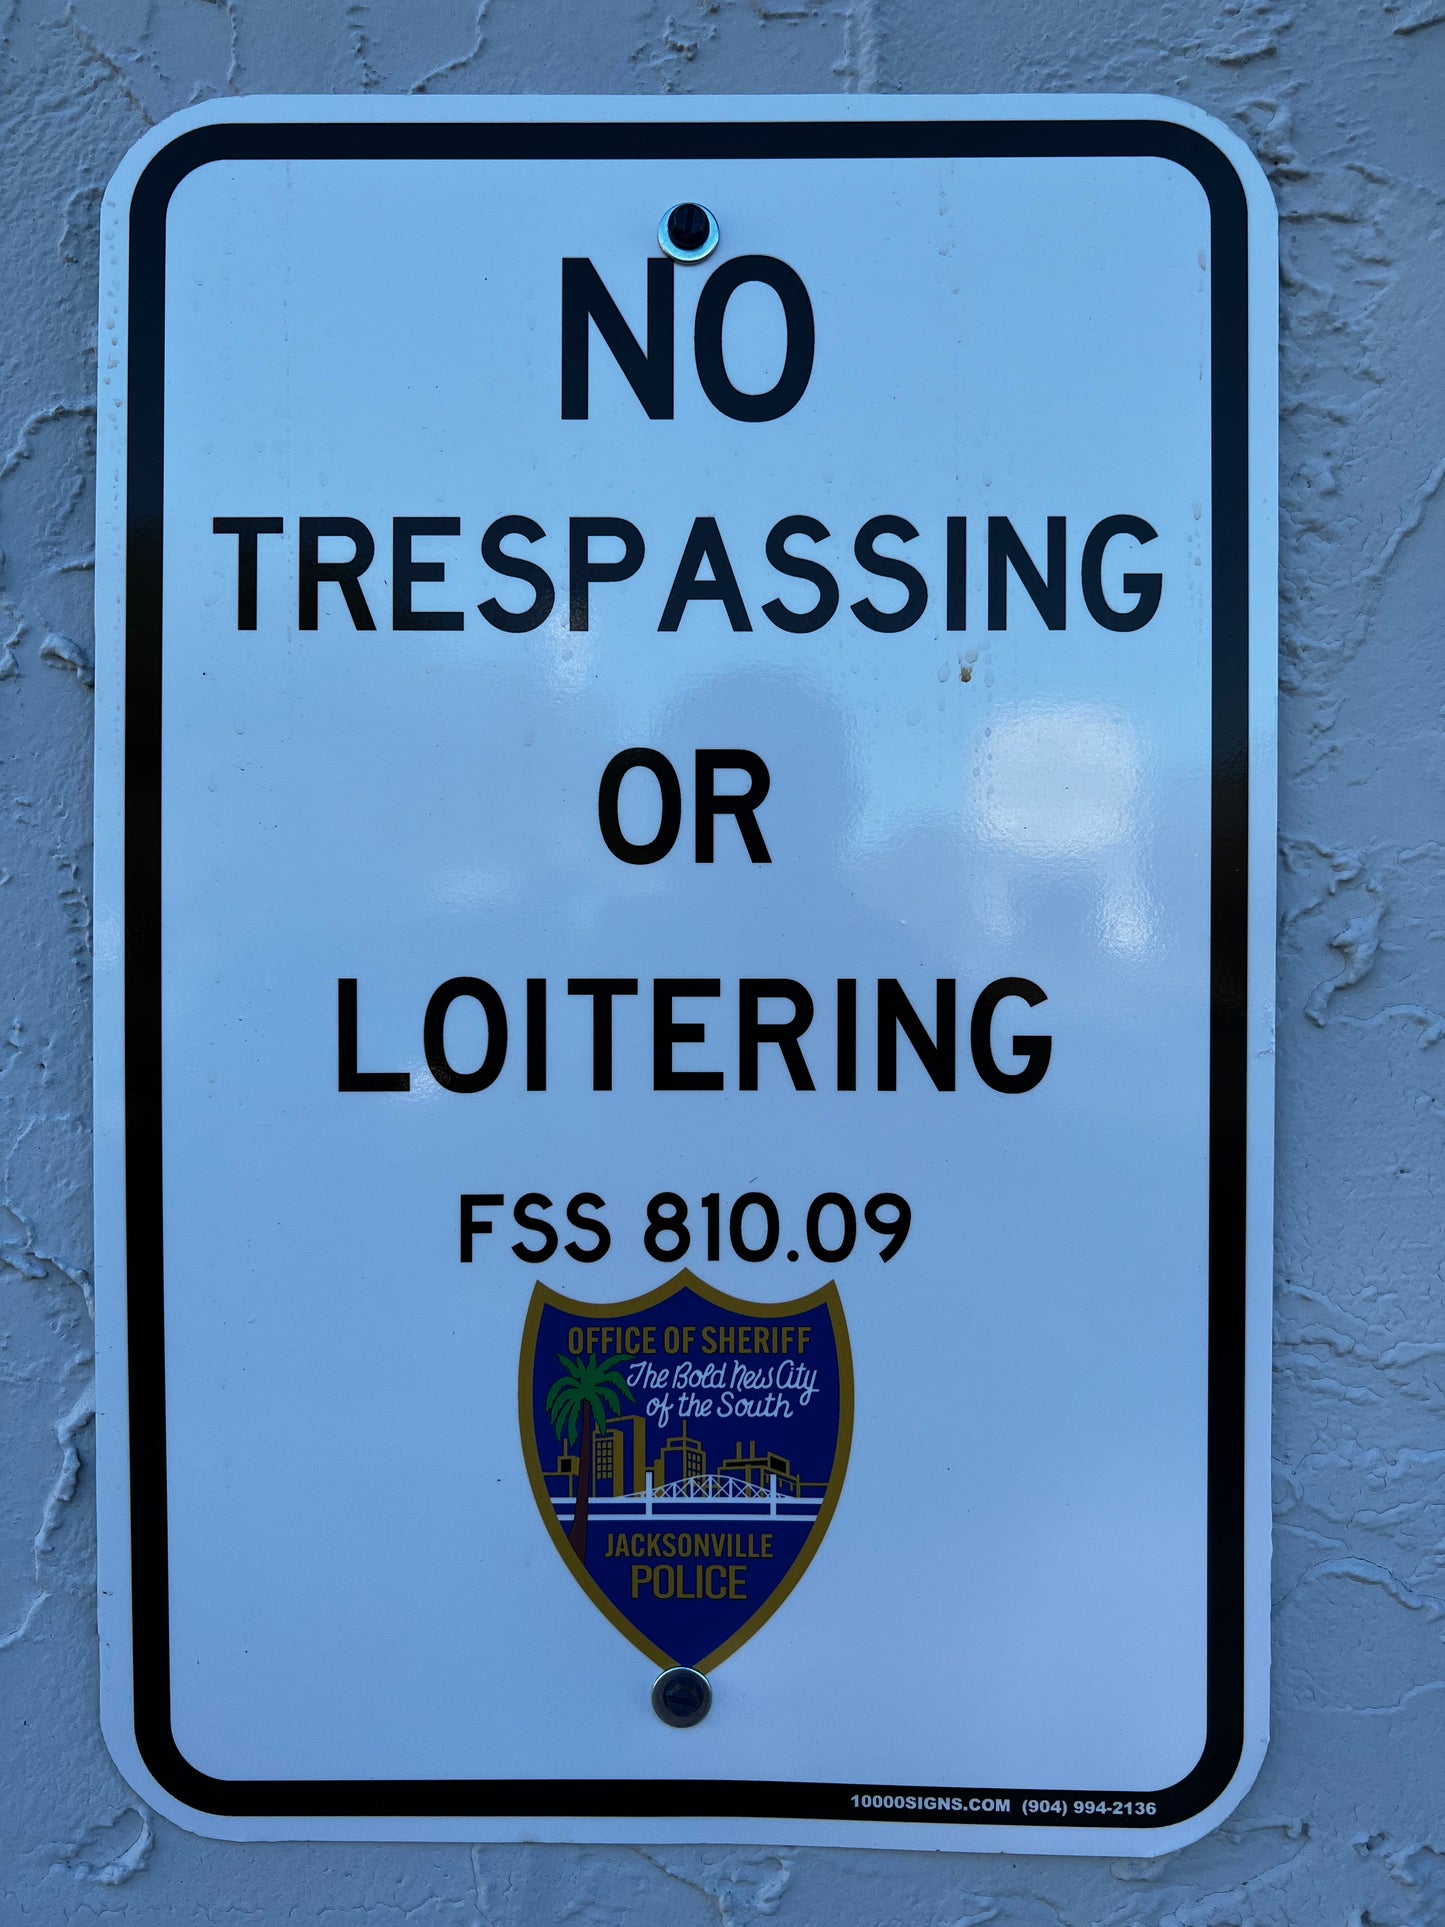 NO
TRESPASSING
OR
LOITERING
FSS 810.09
OFFICE OF SHERIFF
The Bold New City
of the South
JACKSONVILLE
POLICE
10000SIGNS.COM (904) 994-2136